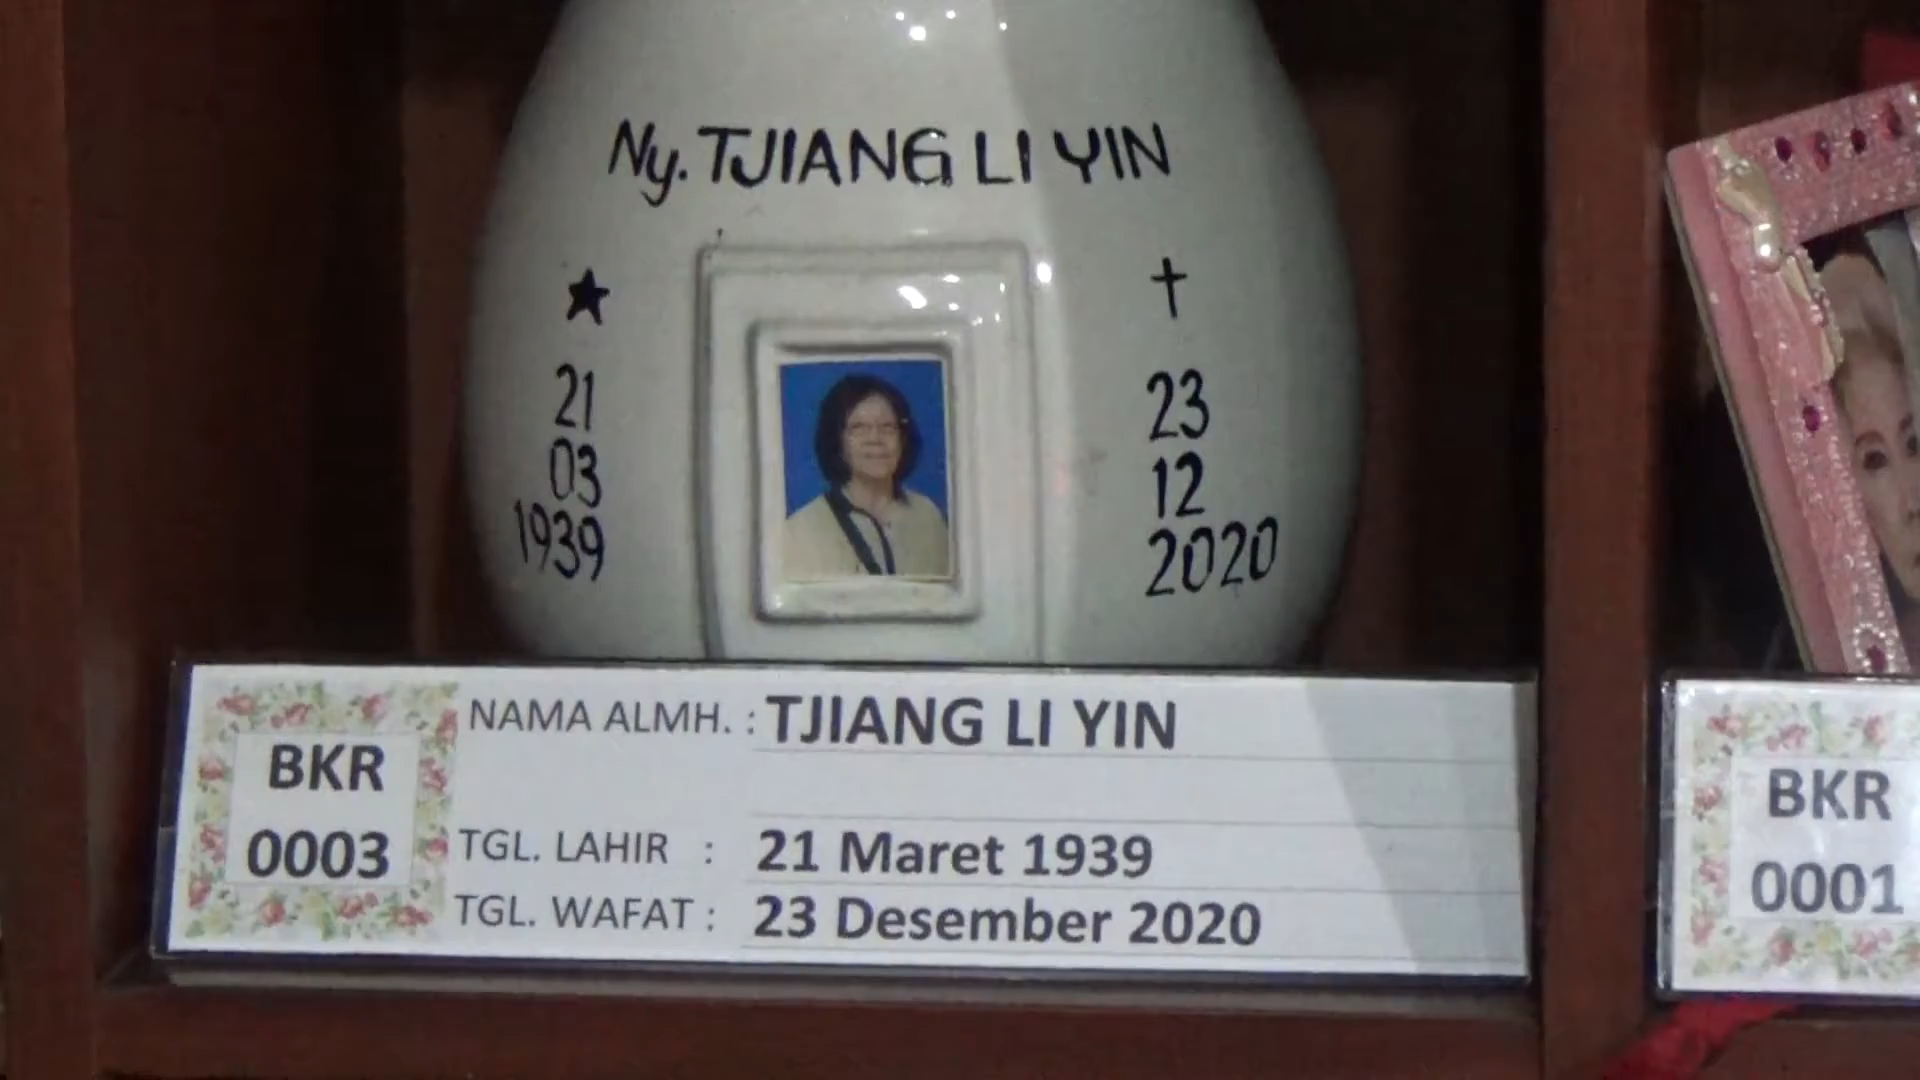 Ny. TJIANG LI YIN
★ †
21
03
1939
23
12
2020
BKR
0003
NAMA ALMH. : TJIANG LI YIN
TGL. LAHIR : 21 Maret 1939
TGL. WAFAT : 23 Desember 2020
BKR
0001